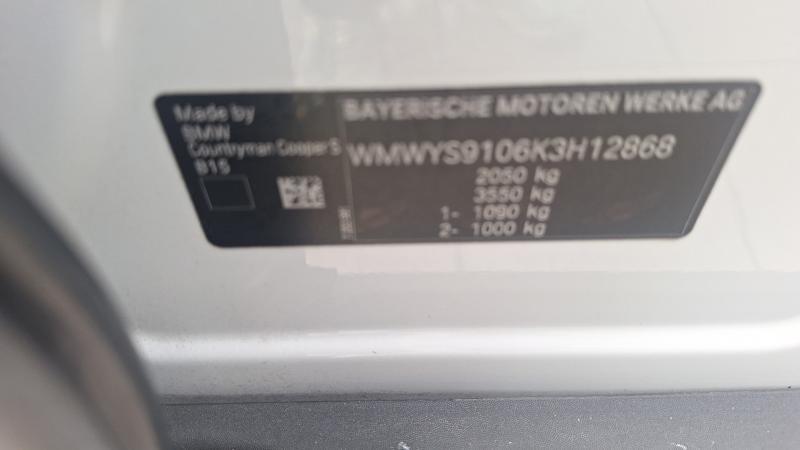 Made by
BMW
Countryman Cooper S
B15
BAYERISCHE MOTOREN WERKE AG
WMWYS9106K3H12868
2050 kg
3550 kg
1- 1090 kg
2- 1000 kg